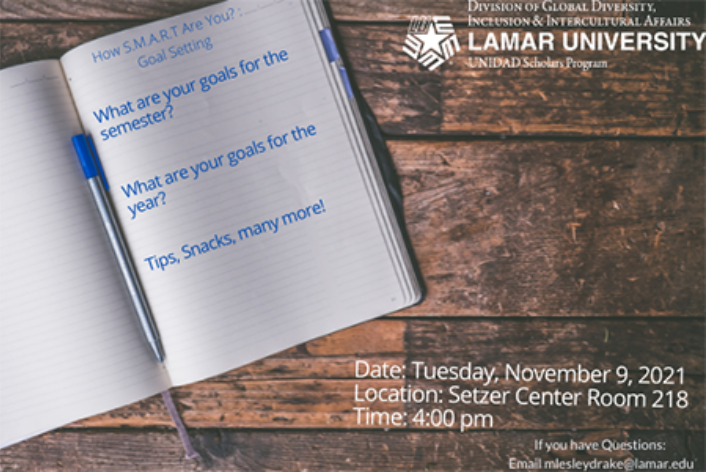 How S.M.A.R.T Are You? :
Goal Setting
What are your goals for the
semester?
What are your goals for the
year?
Tips, Snacks, many more!
DIVISION OF GLOBAL DIVERSITY,
INCLUSION & INTERCULTURAL AFFAIRS
LAMAR UNIVERSITY
UNIDAD Scholars Program
Date: Tuesday, November 9, 2021
Location: Setzer Center Room 218
Time: 4:00 pm
If you have Questions:
Email mlesleydrake@lamar.edu